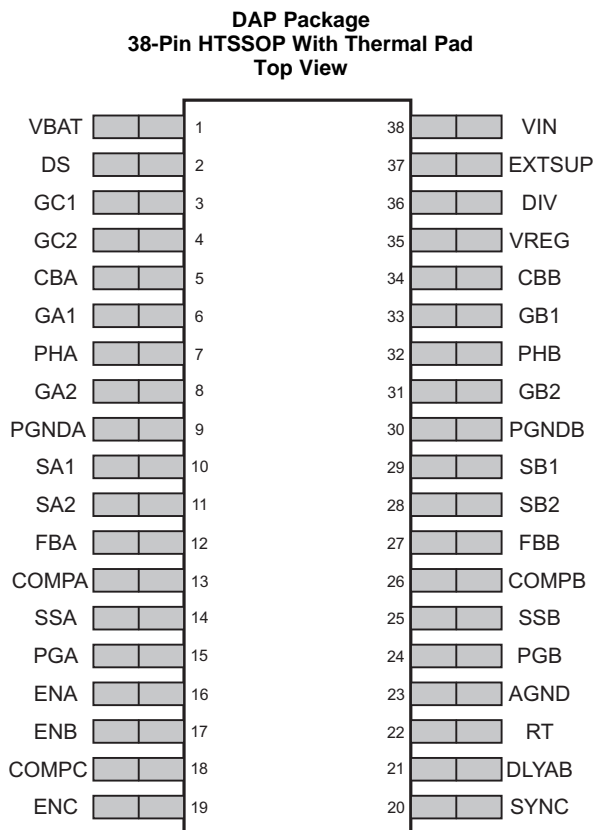 DAP Package
38-Pin HTSSOP With Thermal Pad
Top View
VBAT 1 38 VIN
DS 2 37 EXTSUP
GC1 3 36 DIV
GC2 4 35 VREG
CBA 5 34 CBB
GA1 6 33 GB1
PHA 7 32 PHB
GA2 8 31 GB2
PGNDA 9 30 PGNDB
SA1 10 29 SB1
SA2 11 28 SB2
FBA 12 27 FBB
COMPA 13 26 COMPB
SSA 14 25 SSB
PGA 15 24 PGB
ENA 16 23 AGND
ENB 17 22 RT
COMPC 18 21 DLYAB
ENC 19 20 SYNC